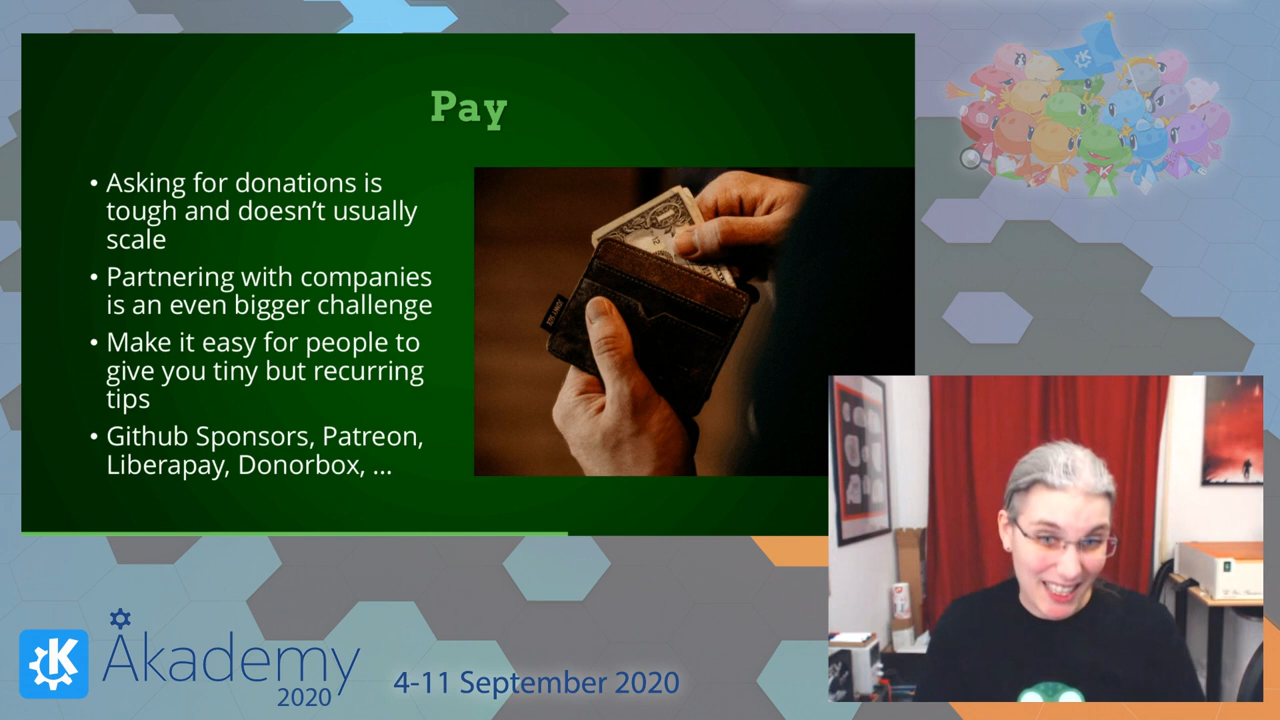 Pay
• Asking for donations is
tough and doesn’t usually
scale
• Partnering with companies
is an even bigger challenge
• Make it easy for people to
give you tiny but recurring
tips
• Github Sponsors, Patreon,
Liberapay, Donorbox, ...
Akademy
2020
4-11 September 2020